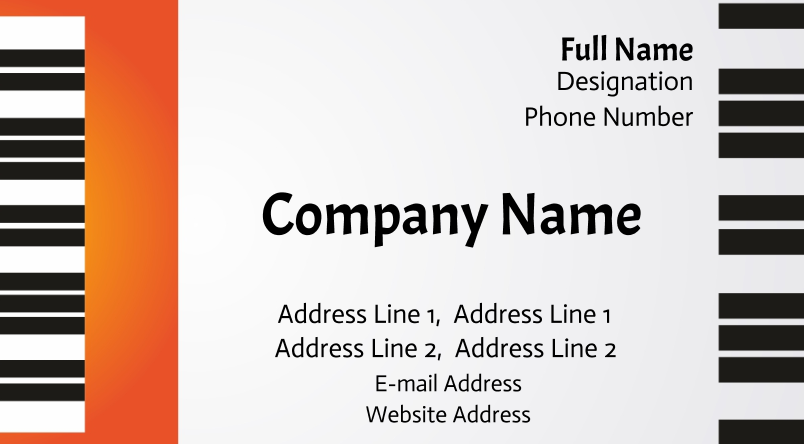 Full Name
Designation
Phone Number
Company Name
Address Line 1,  Address Line 1
Address Line 2,  Address Line 2
E-mail Address
Website Address